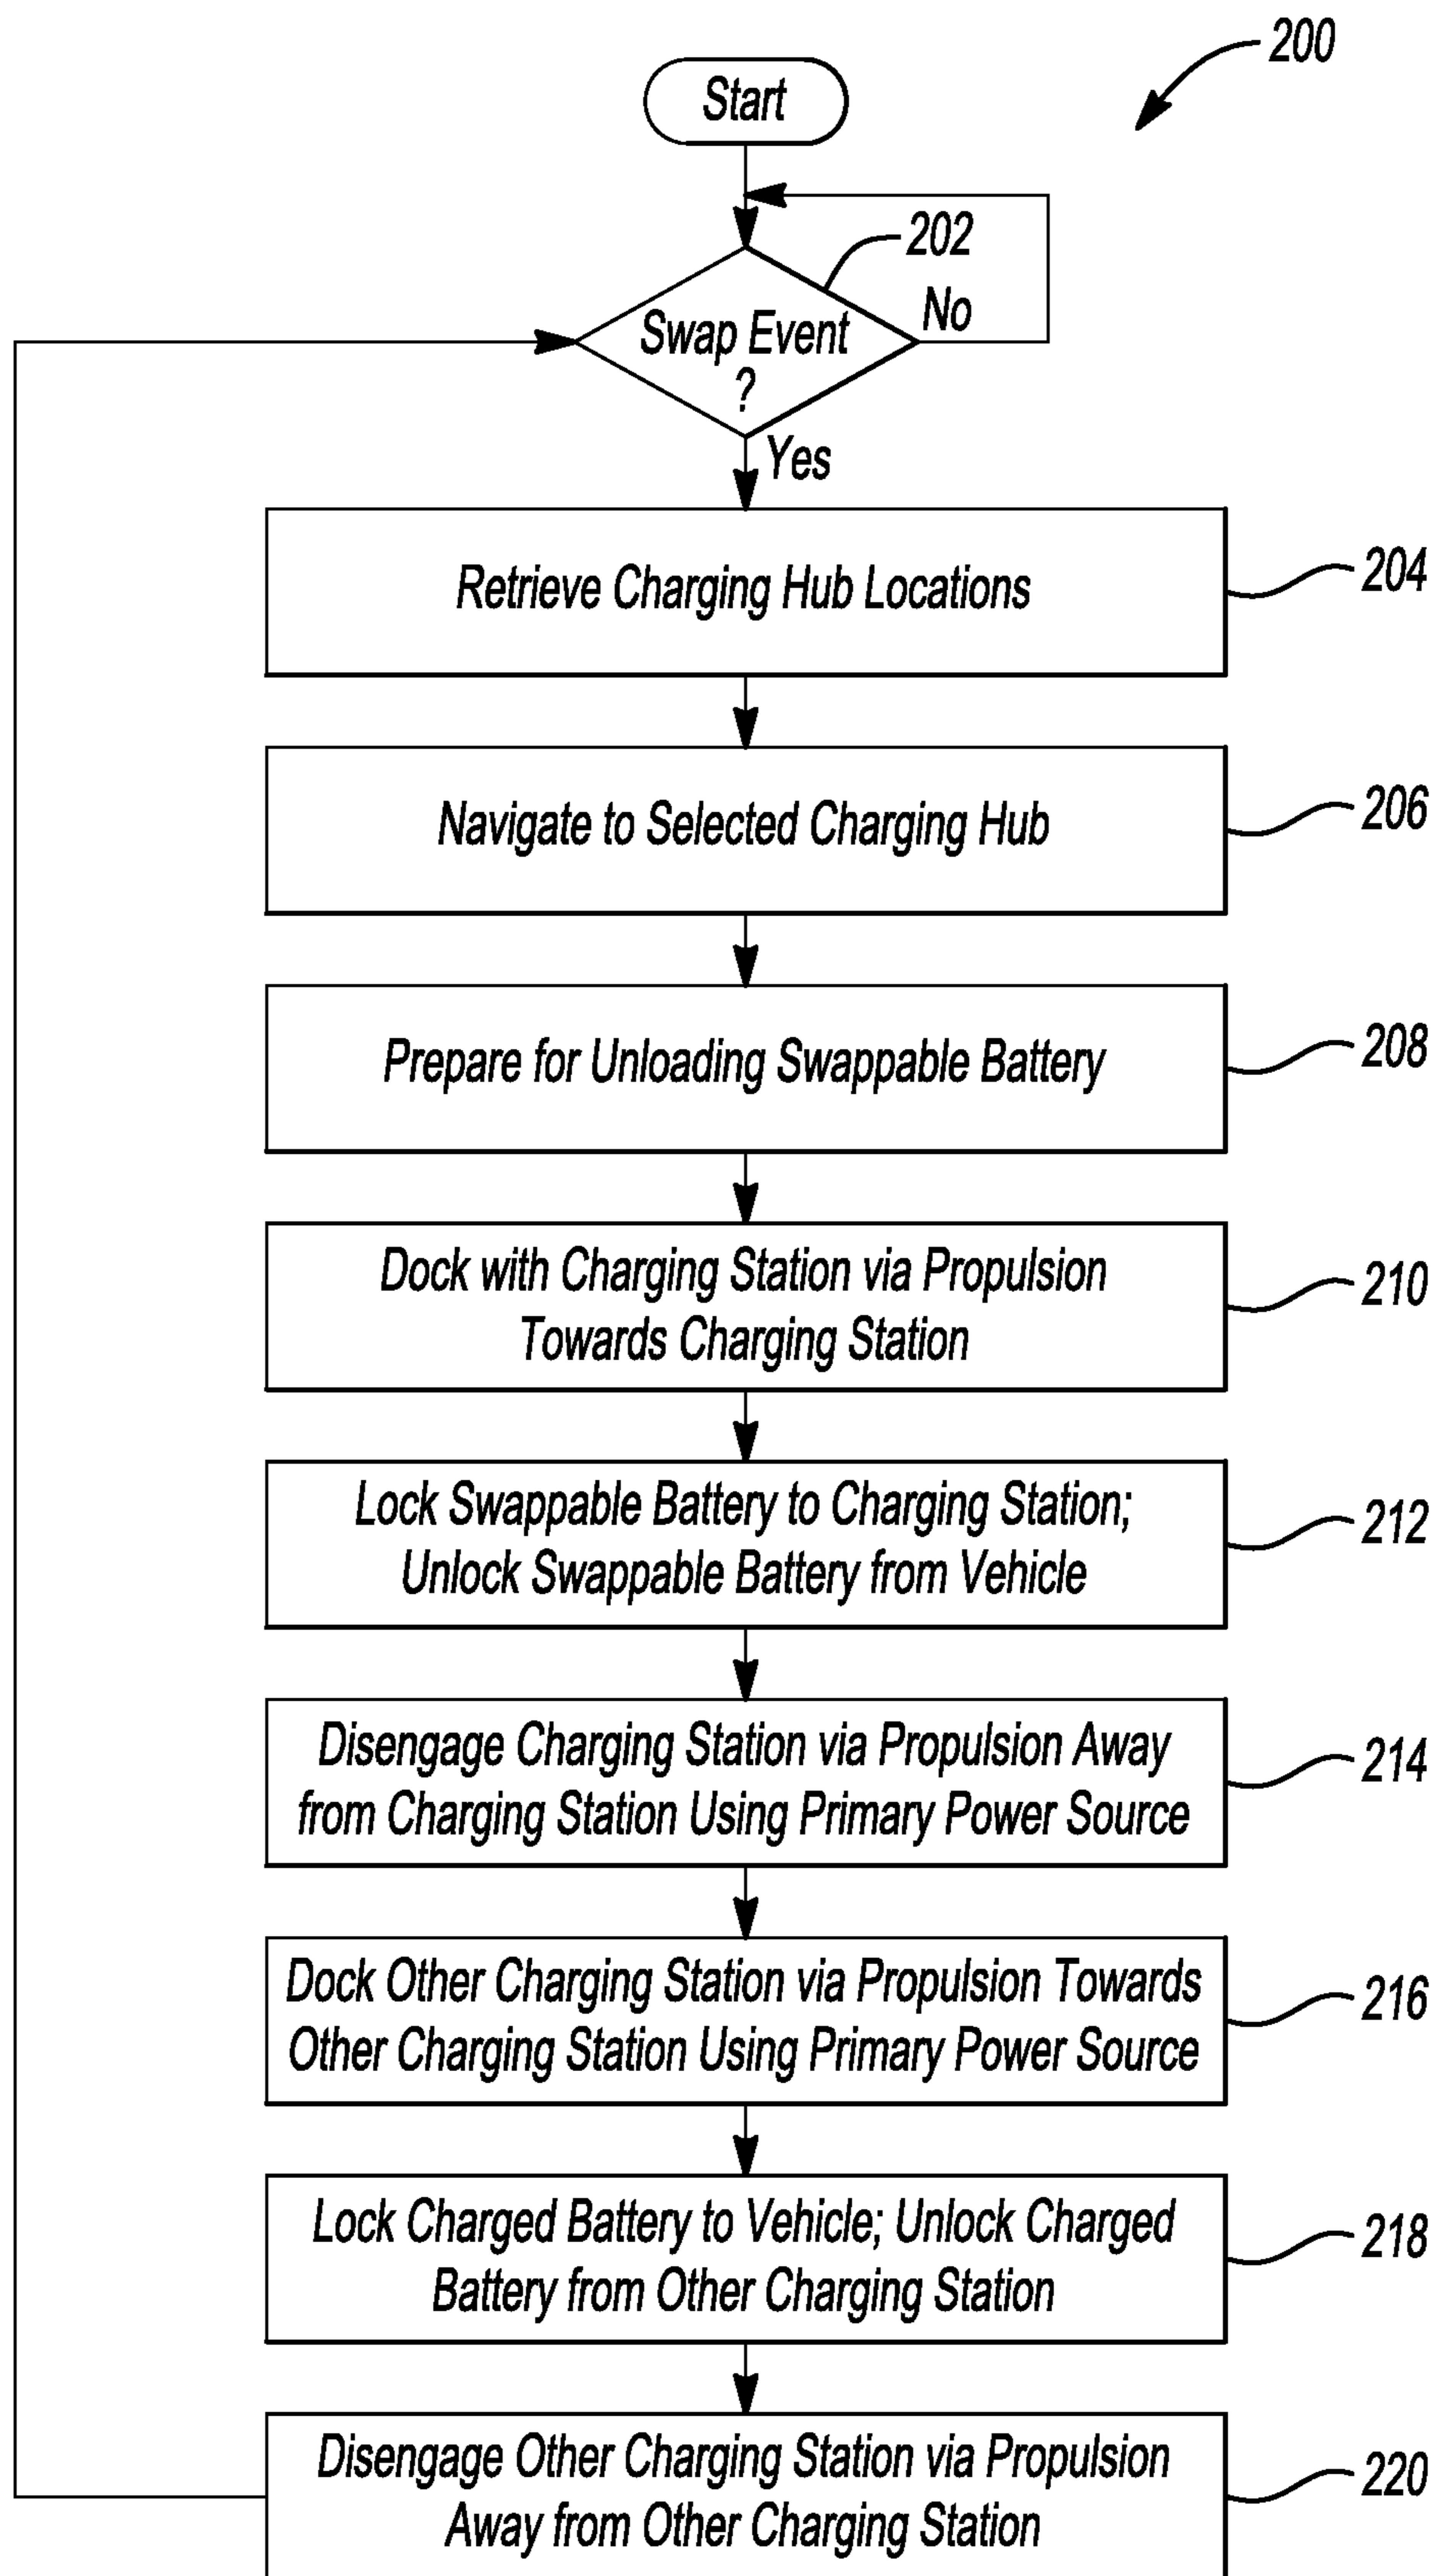 200
Start
202
No
Swap Event
?
Yes
Retrieve Charging Hub Locations
204
Navigate to Selected Charging Hub
206
Prepare for Unloading Swappable Battery
208
Dock with Charging Station via Propulsion
Towards Charging Station
210
Lock Swappable Battery to Charging Station;
Unlock Swappable Battery from Vehicle
212
Disengage Charging Station via Propulsion Away
from Charging Station Using Primary Power Source
214
Dock Other Charging Station via Propulsion Towards
Other Charging Station Using Primary Power Source
216
Lock Charged Battery to Vehicle; Unlock Charged
Battery from Other Charging Station
218
Disengage Other Charging Station via Propulsion
Away from Other Charging Station
220